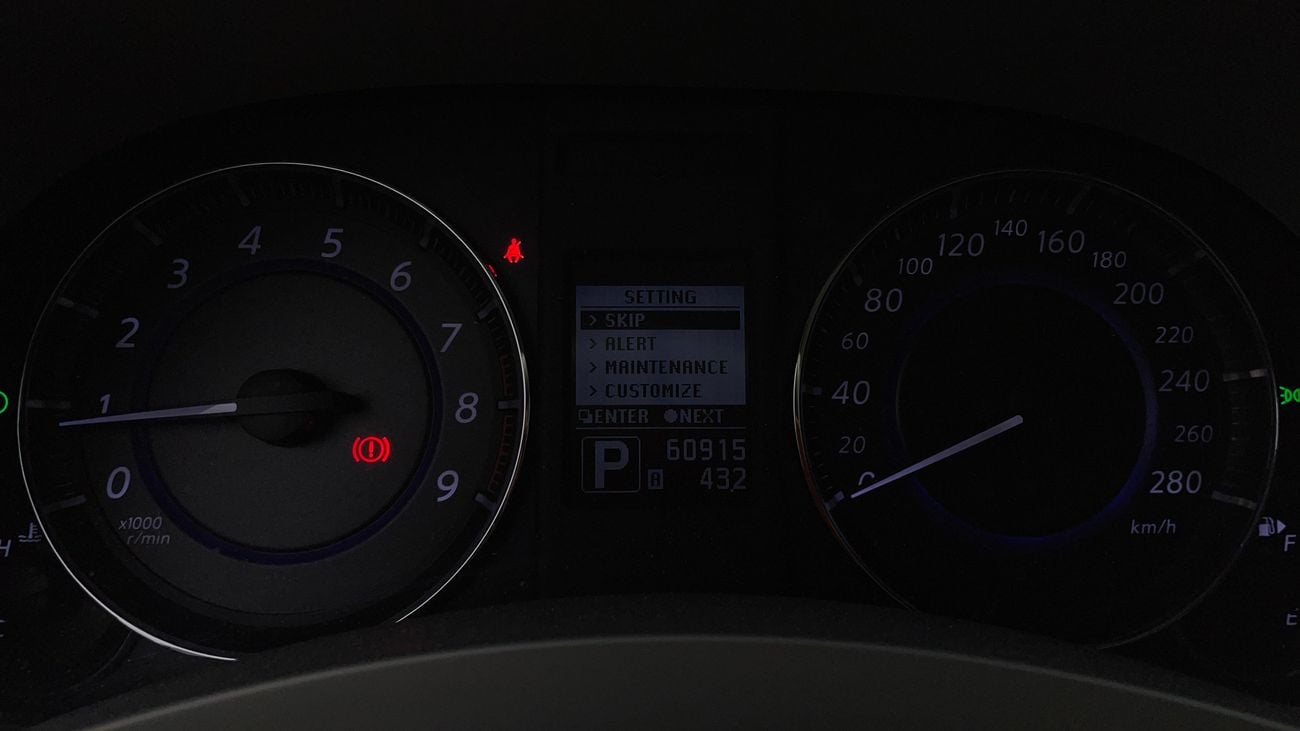 0
1
2
3
4
5
6
7
8
9
x1000
r/min
H
SETTING
> SKIP
> ALERT
> MAINTENANCE
> CUSTOMIZE
ENTER NEXT
P
60915
A 432
0
20
40
60
80
100
120
140
160
180
200
220
240
260
280
km/h
F
E